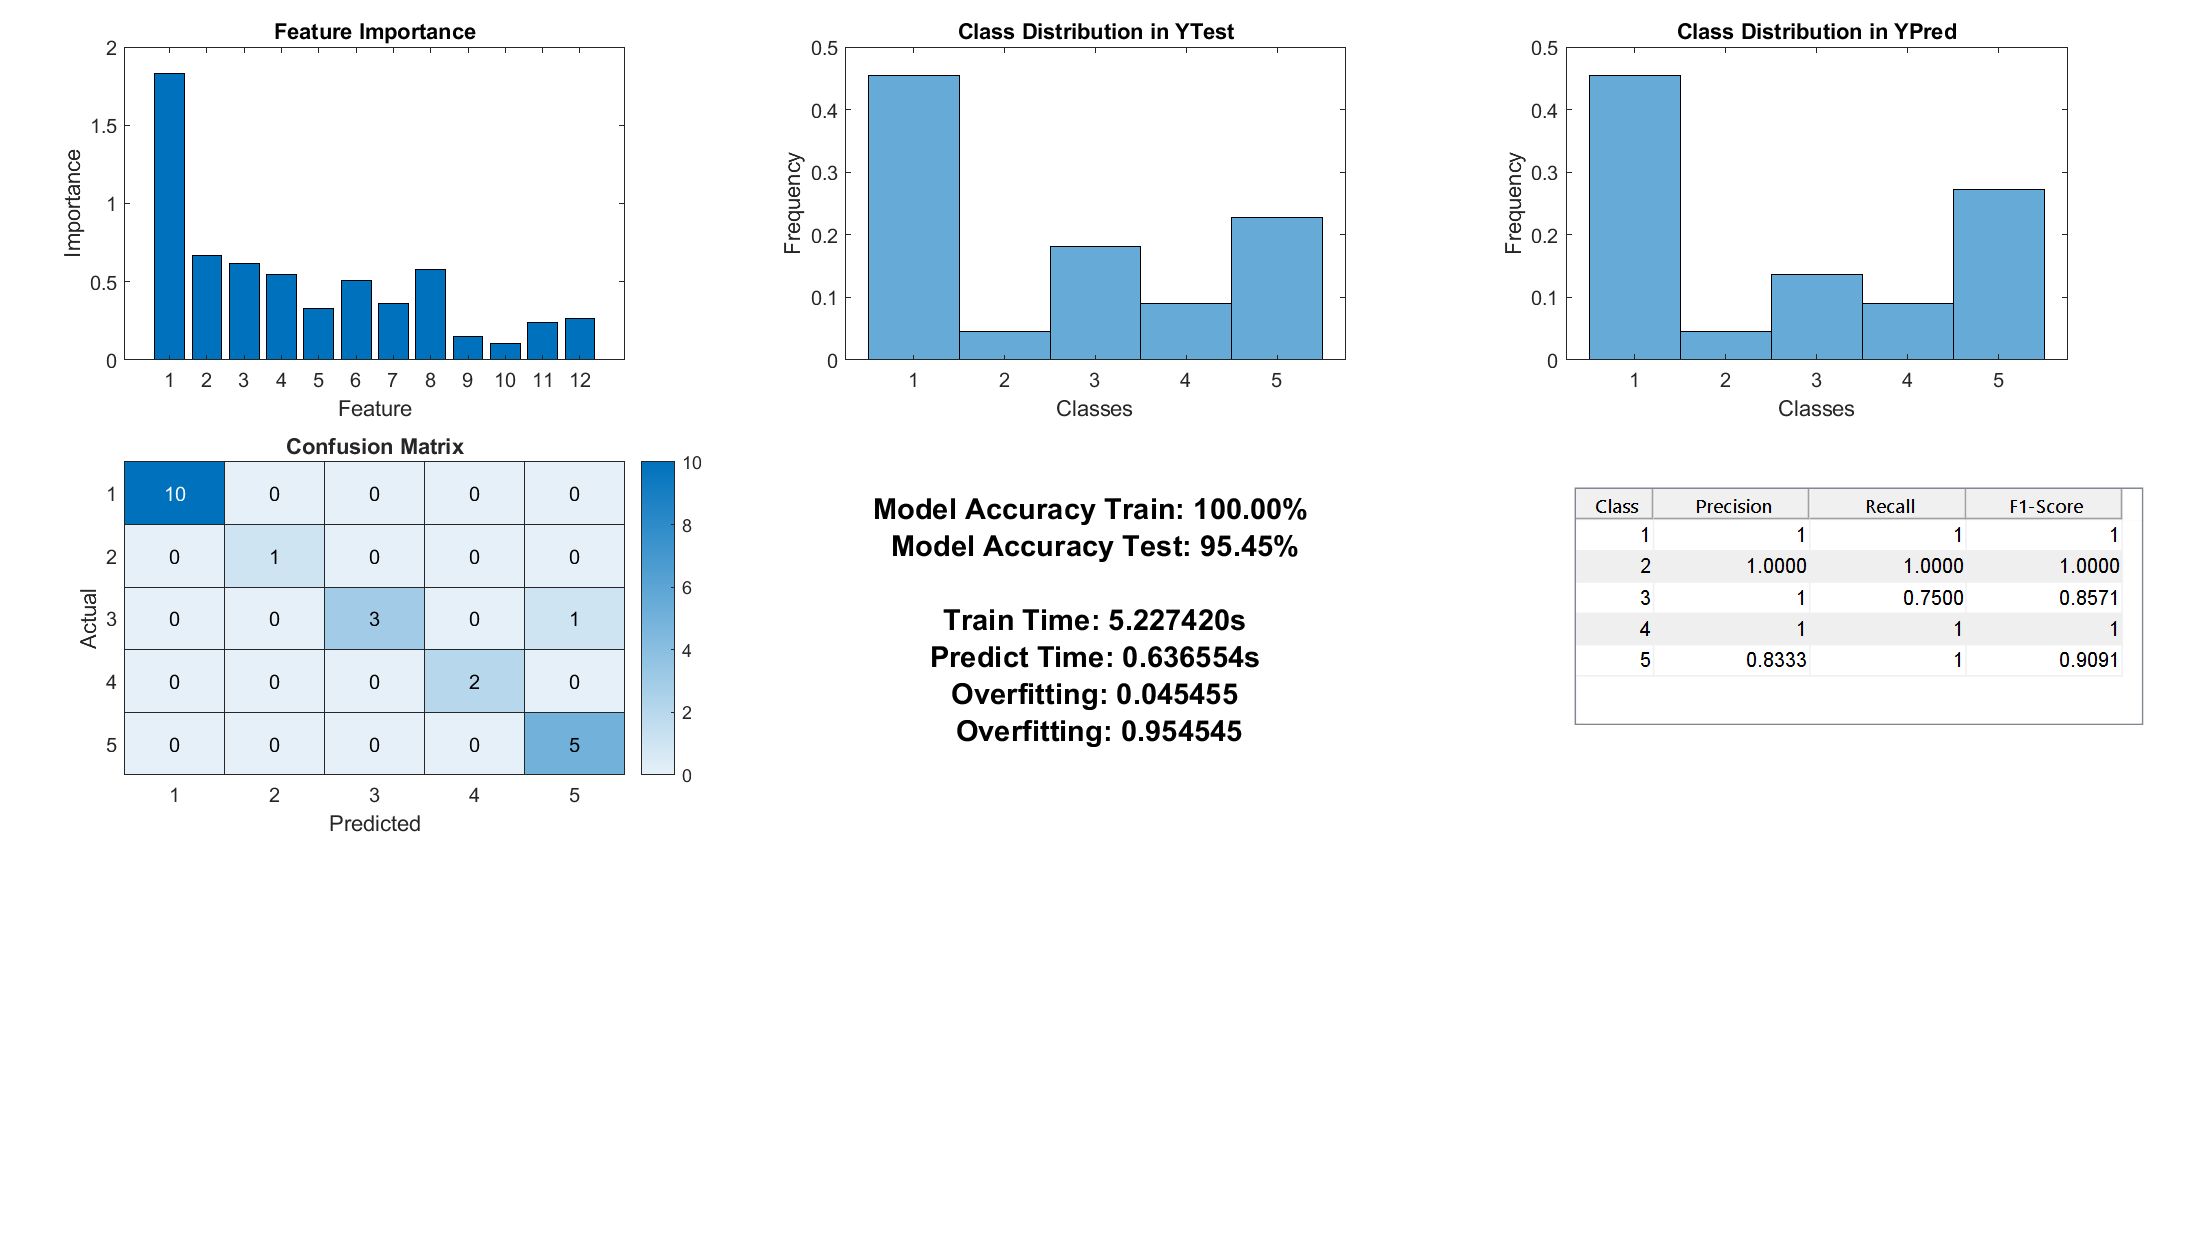 Feature Importance
2
1.5
1
0.5
0
Importance
1 2 3 4 5 6 7 8 9 10 11 12
Feature
Class Distribution in YTest
0.5
0.4
0.3
0.2
0.1
0
Frequency
1 2 3 4 5
Classes
Class Distribution in YPred
0.5
0.4
0.3
0.2
0.1
0
Frequency
1 2 3 4 5
Classes
Confusion Matrix
Actual
1 10 0 0 0 0
2 0 1 0 0 0
3 0 0 3 0 1
4 0 0 0 2 0
5 0 0 0 0 5
1 2 3 4 5
Predicted
10
8
6
4
2
0
Model Accuracy Train: 100.00%
Model Accuracy Test: 95.45%
Train Time: 5.227420s
Predict Time: 0.636554s
Overfitting: 0.045455
Overfitting: 0.954545
Class Precision Recall F1-Score
1 1 1 1
2 1.0000 1.0000 1.0000
3 1 0.7500 0.8571
4 1 1 1
5 0.8333 1 0.9091